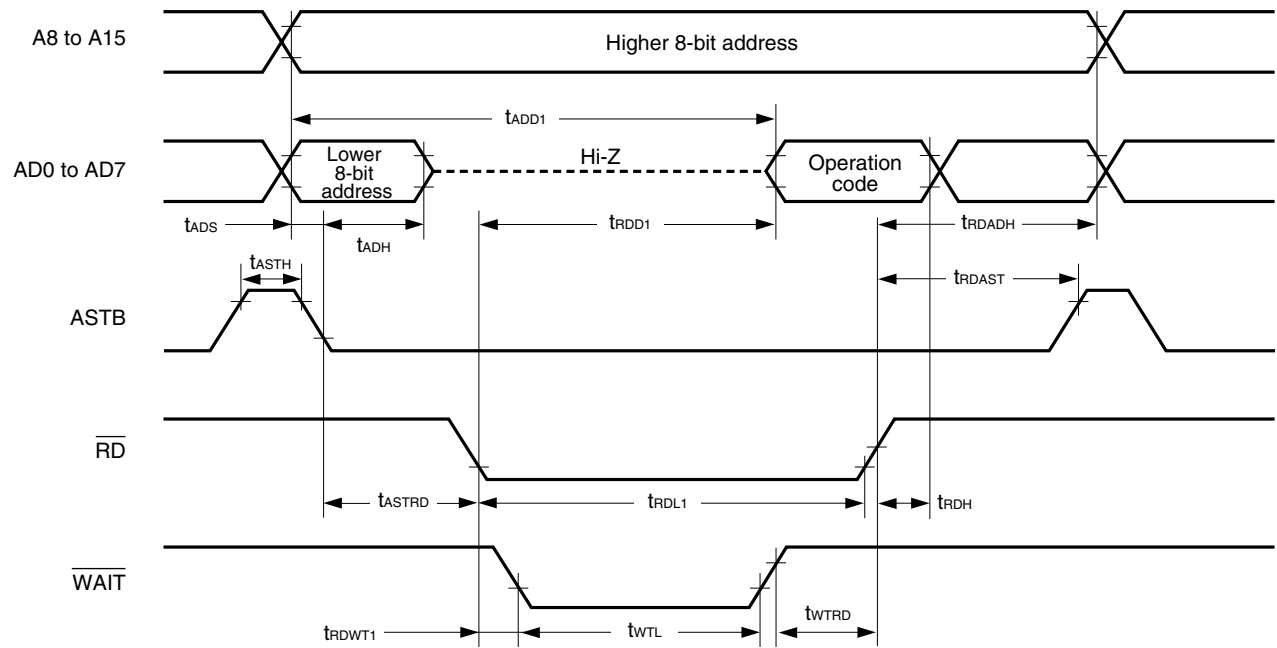 A8 to A15
Higher 8-bit address
tADD1
AD0 to AD7
Lower
8-bit
address
Hi-Z
Operation
code
tADS
tADH
tRDD1
tRDADH
tASTH
tRDAST
ASTB
RD
tASTRD
tRDL1
tRDH
WAIT
tRDWT1
tWTL
tWTRD